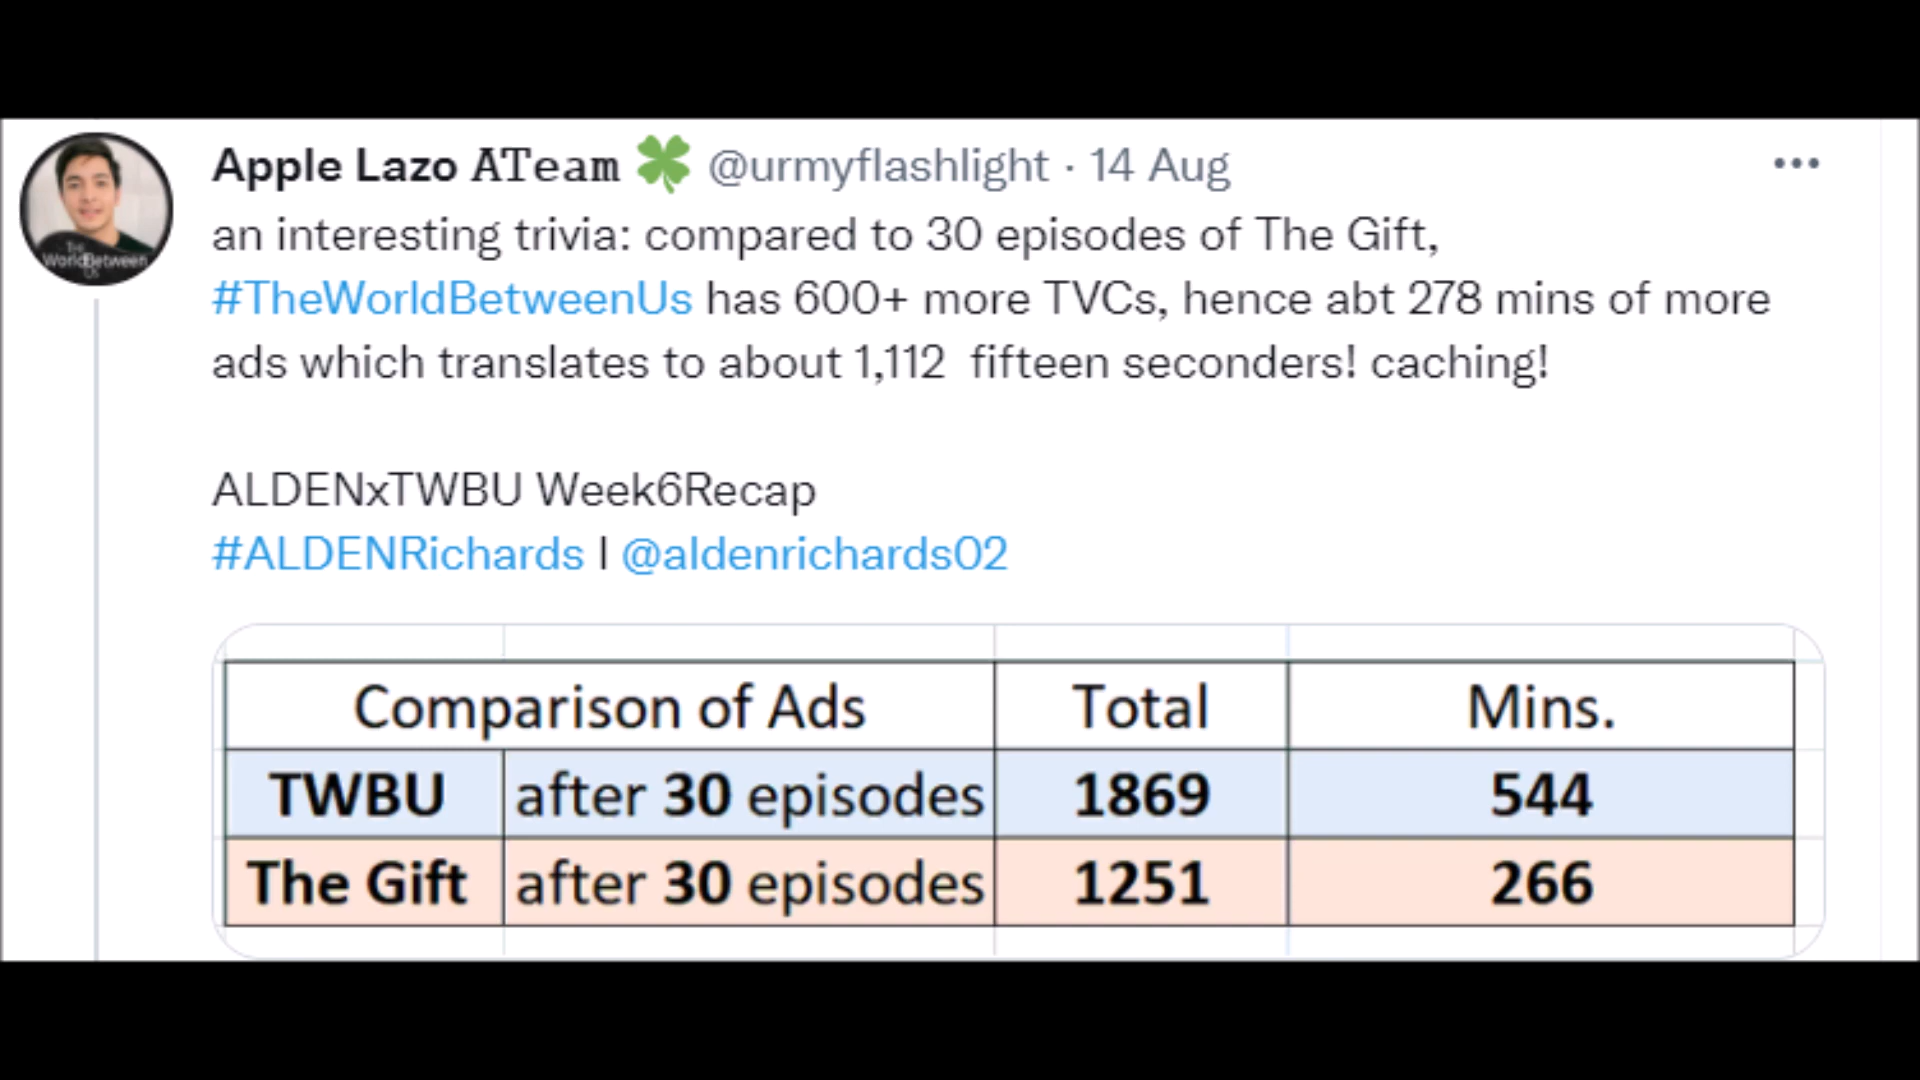 Apple Lazo ATeam 🍀 @urmyflashlight · 14 Aug
an interesting trivia: compared to 30 episodes of The Gift,
#TheWorldBetweenUs has 600+ more TVCs, hence abt 278 mins of more
ads which translates to about 1,112  fifteen seconders! caching!
ALDENxTWBU Week6Recap
#ALDENRichards | @aldenrichards02
The
WorldBetween
Us
Comparison of Ads Total Mins.
TWBU after 30 episodes 1869 544
The Gift after 30 episodes 1251 266